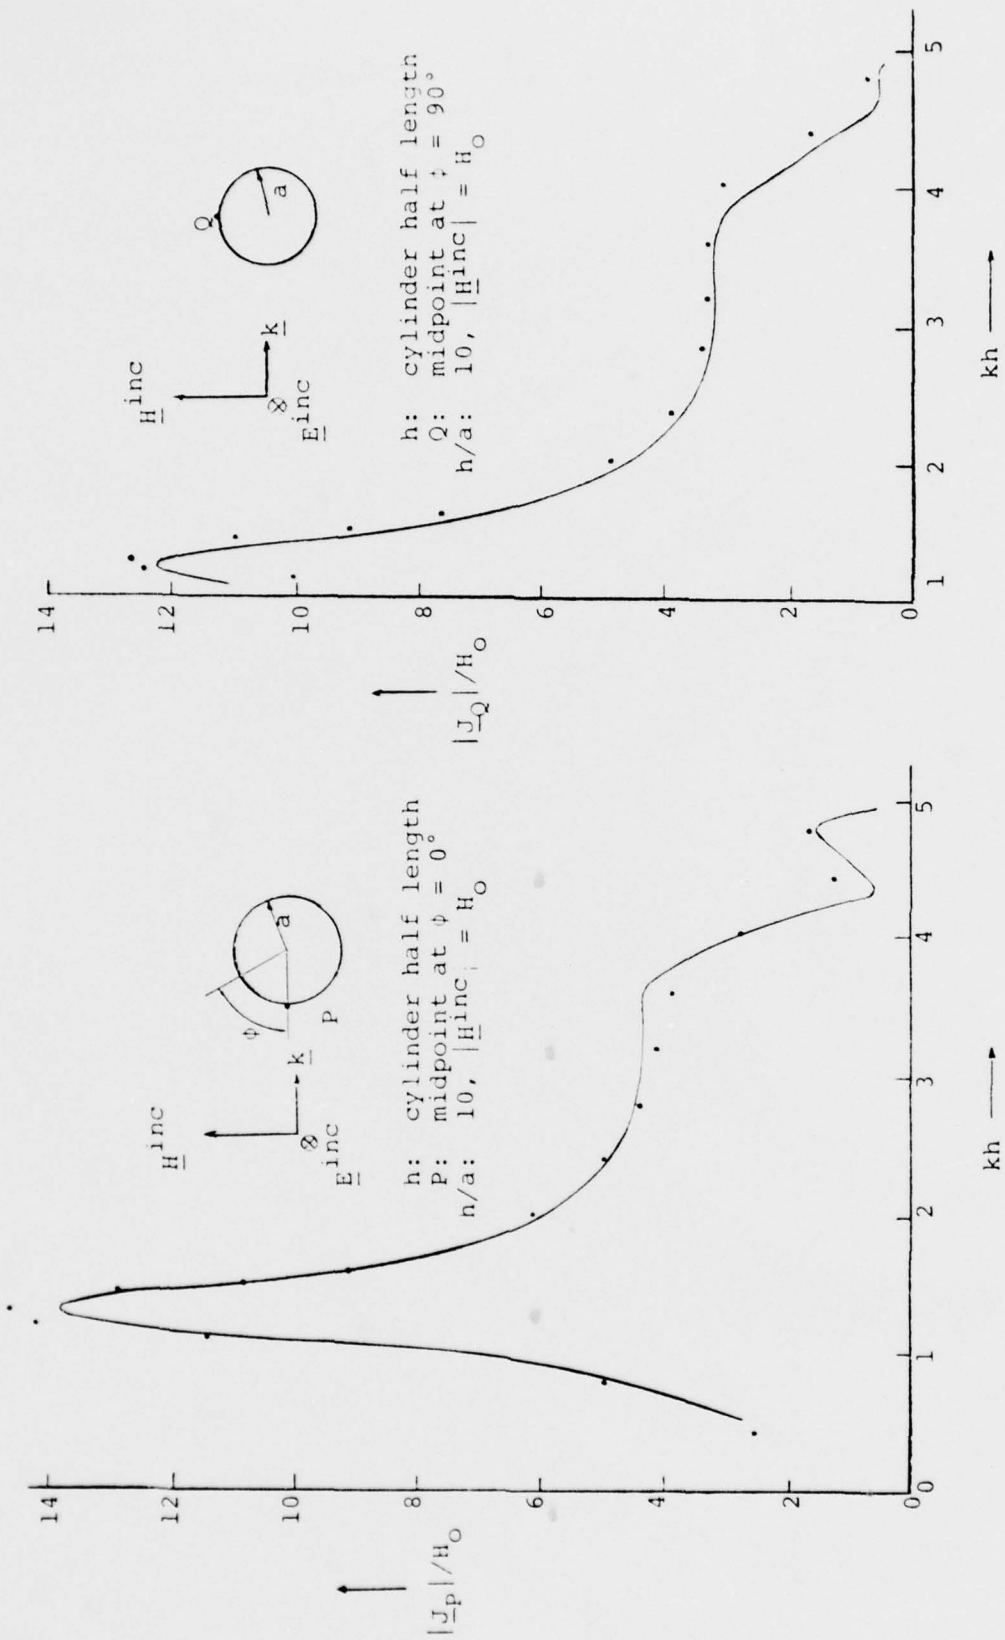 14
12
10
8
6
4
2
0
|J_P|/H_O
H^inc
k
E^inc
Φ
a
P
h: cylinder half length
P: midpoint at φ = 0°
h/a: 10, |H^inc| = H_O
0
1
2
3
4
5
kh
14
12
10
8
6
4
2
0
|J_Q|/H_O
H^inc
k
E^inc
Q
a
h: cylinder half length
Q: midpoint at φ = 90°
h/a: 10, |H^inc| = H_O
1
2
3
4
5
kh